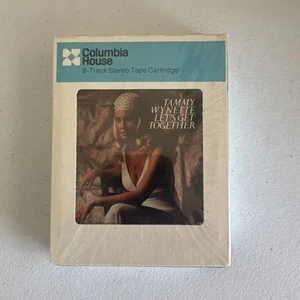 Columbia
House
8-Track Stereo Tape Cartridge
TAMMY
WYNETTE
LET'S GET
TOGETHER